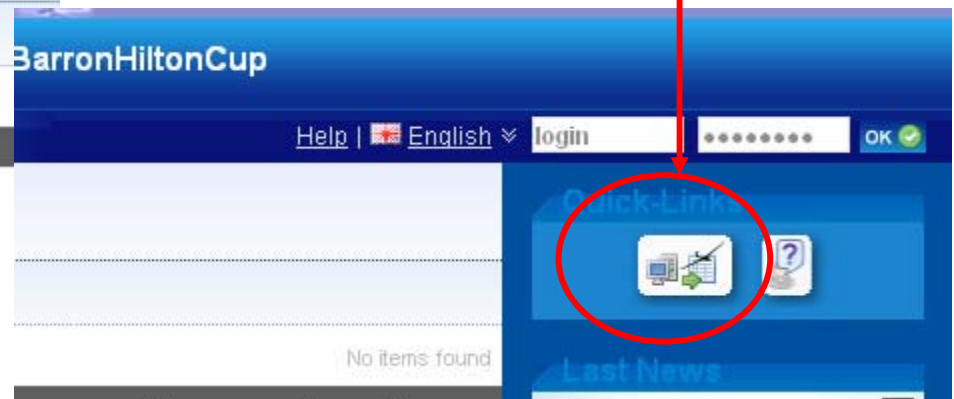 BarronHiltonCup
Help | English login ******** OK
Quick-Links
?
No items found
Last News